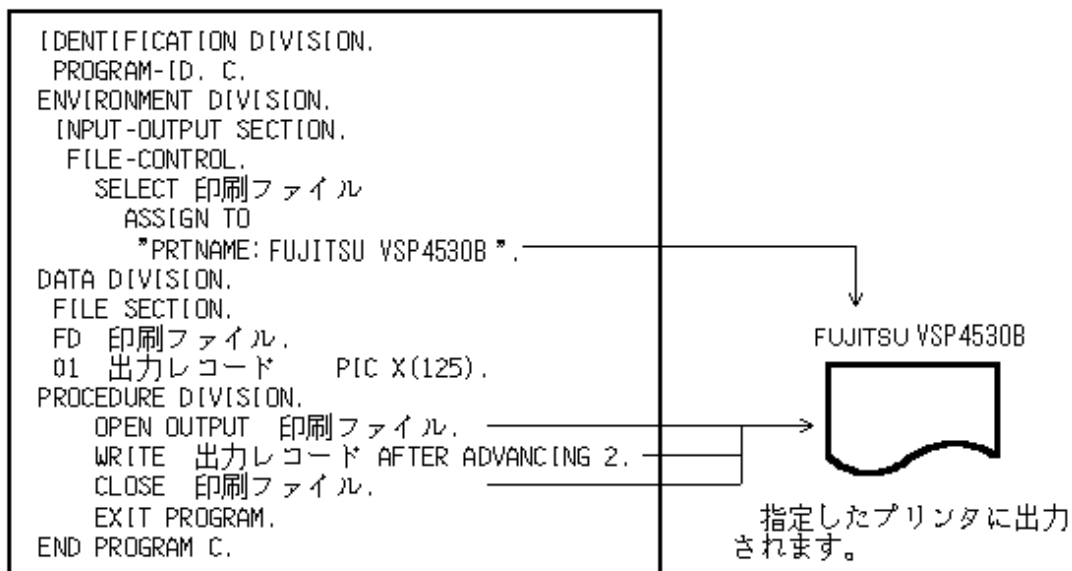 IDENTIFICATION DIVISION.
PROGRAM-ID. C.
ENVIRONMENT DIVISION.
INPUT-OUTPUT SECTION.
FILE-CONTROL.
SELECT 印刷ファイル
ASSIGN TO
"PRTNAME:FUJITSU VSP4530B".
DATA DIVISION.
FILE SECTION.
FD 印刷ファイル.
01 出力レコード PIC X(125).
PROCEDURE DIVISION.
OPEN OUTPUT 印刷ファイル.
WRITE 出力レコード AFTER ADVANCING 2.
CLOSE 印刷ファイル.
EXIT PROGRAM.
END PROGRAM C.
FUJITSU VSP4530B
指定したプリンタに出力
されます。